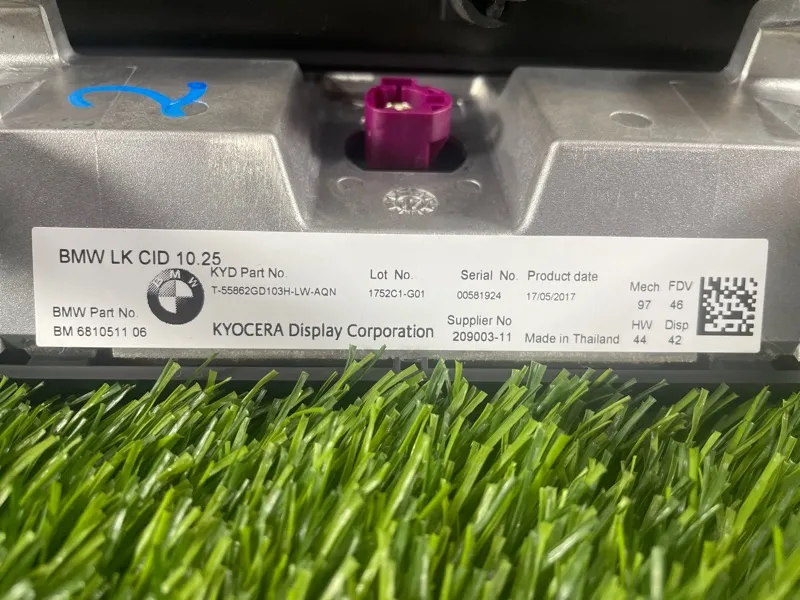 BMW LK CID 10.25
KYD Part No. Lot No. Serial No. Product date
T-55862GD103H-LW-AQN 1752C1-G01 00581924 17/05/2017
Mech FDV
97 46
BMW
BMW Part No. KYOCERA Display Corporation Supplier No HW Disp
BM 6810511 06 209003-11 Made in Thailand 44 42